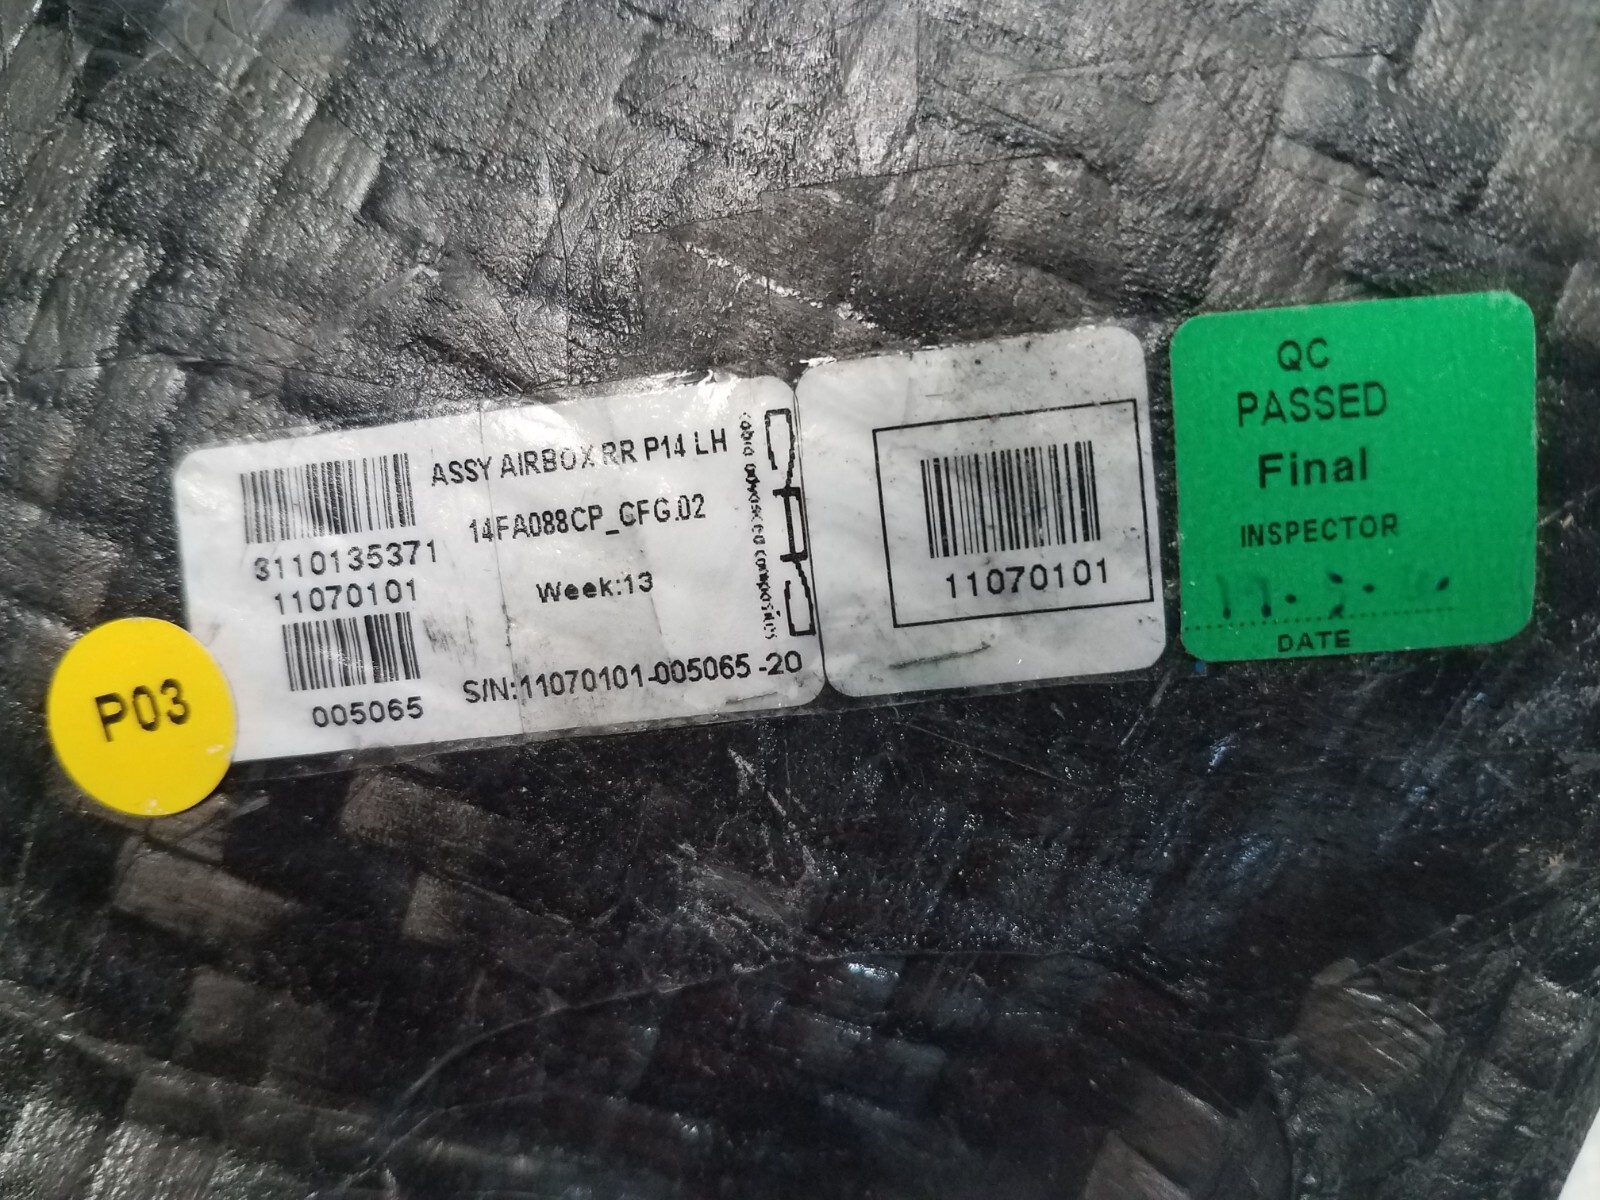 ASSY AIRBOX RR P14 LH
3110135371
14FA088CP_CFG.02
11070101
Week:13
005065
S/N:11070101-005065 -20
composites
11070101
QC
PASSED
Final
INSPECTOR
DATE
P03